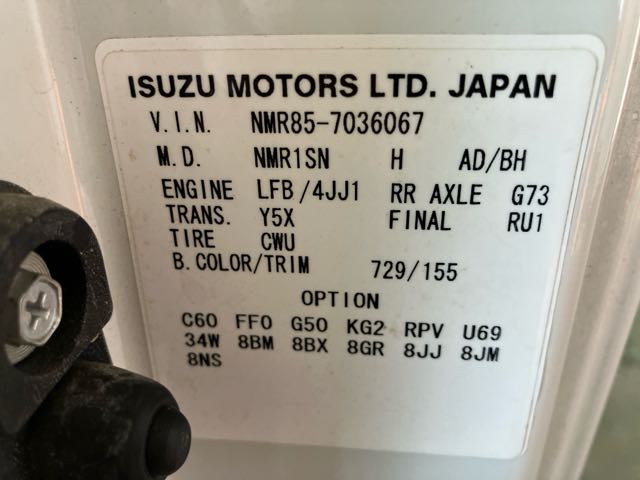 ISUZU MOTORS LTD. JAPAN
V.I.N. NMR85-7036067
M.D. NMR1SN H AD/BH
ENGINE LFB/4JJ1 RR AXLE G73
TRANS. Y5X FINAL RU1
TIRE CWU
B.COLOR/TRIM 729/155
OPTION
C60 FF0 G50 KG2 RPV U69
34W 8BM 8BX 8GR 8JJ 8JM
8NS